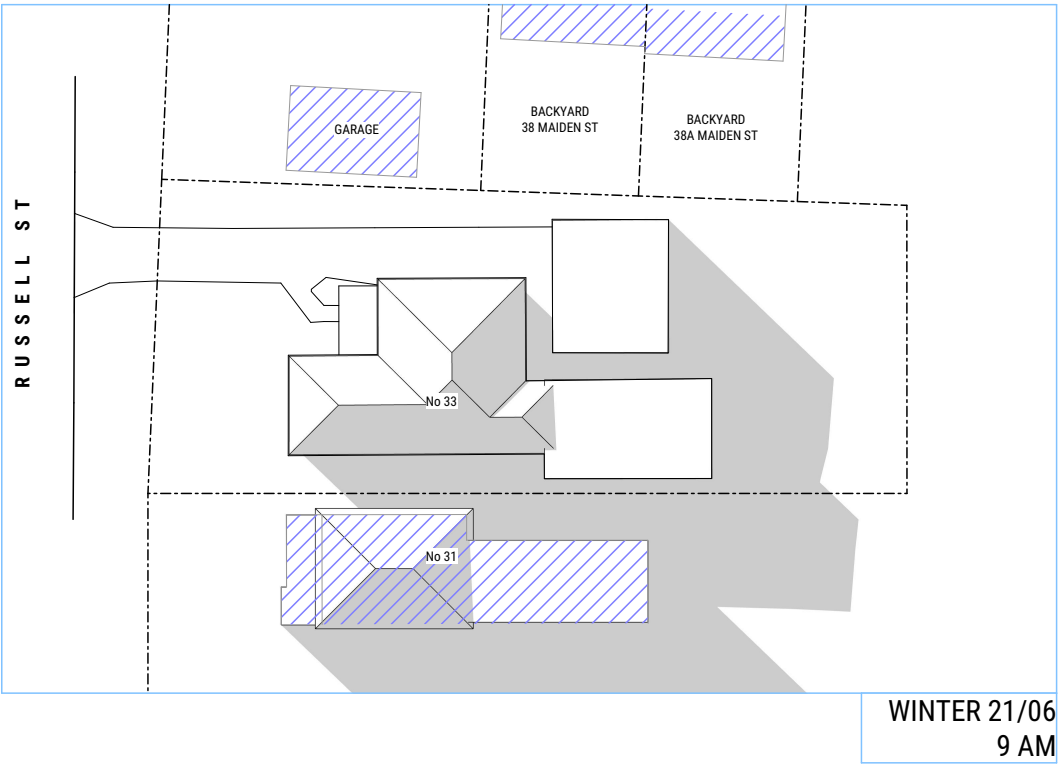 BACKYARD
38 MAIDEN ST
BACKYARD
38A MAIDEN ST
GARAGE
RUSSELL ST
No 33
No 31
WINTER 21/06
9 AM